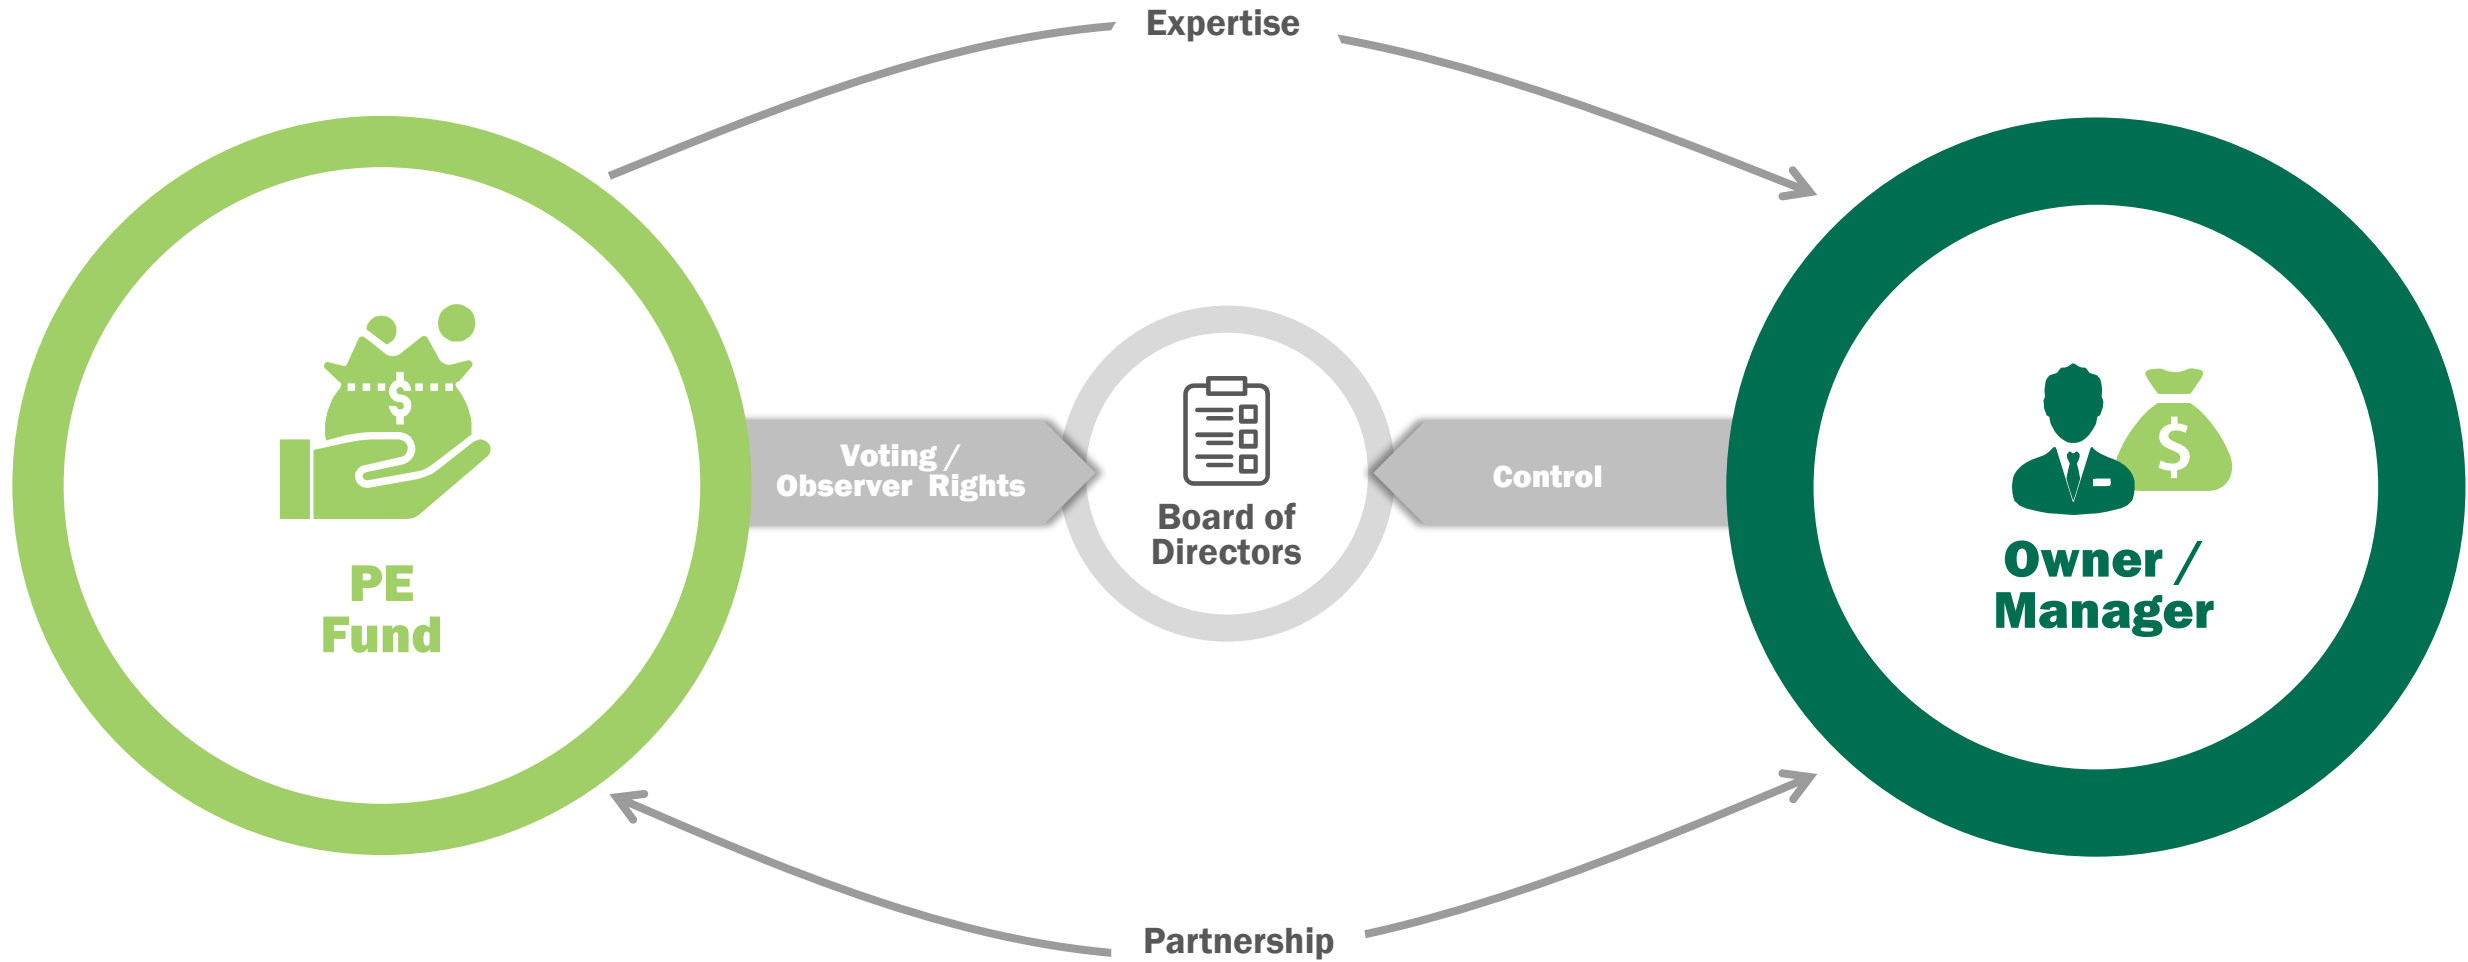 Expertise
PE
Fund
Voting /
Observer Rights
Board of
Directors
Control
Owner /
Manager
Partnership